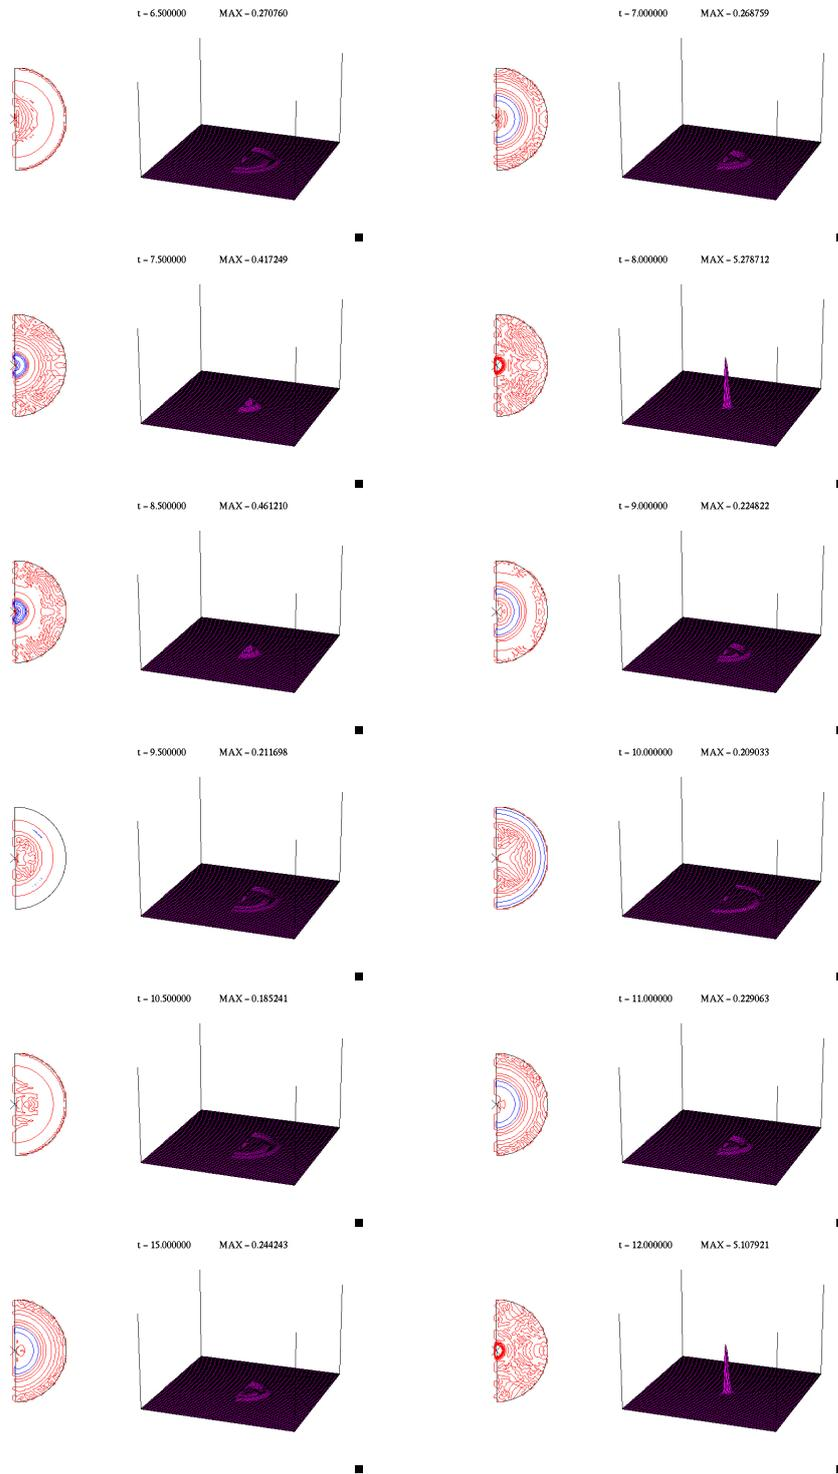 t – 6.500000 MAX – 0.270760 t – 7.000000 MAX – 0.268759
t – 7.500000 MAX – 0.417249 t – 8.000000 MAX – 5.278712
t – 8.500000 MAX – 0.461210 t – 9.000000 MAX – 0.224822
t – 9.500000 MAX – 0.211698 t – 10.000000 MAX – 0.209033
t – 10.500000 MAX – 0.185241 t – 11.000000 MAX – 0.229063
t – 15.000000 MAX – 0.244243 t – 12.000000 MAX – 5.107921